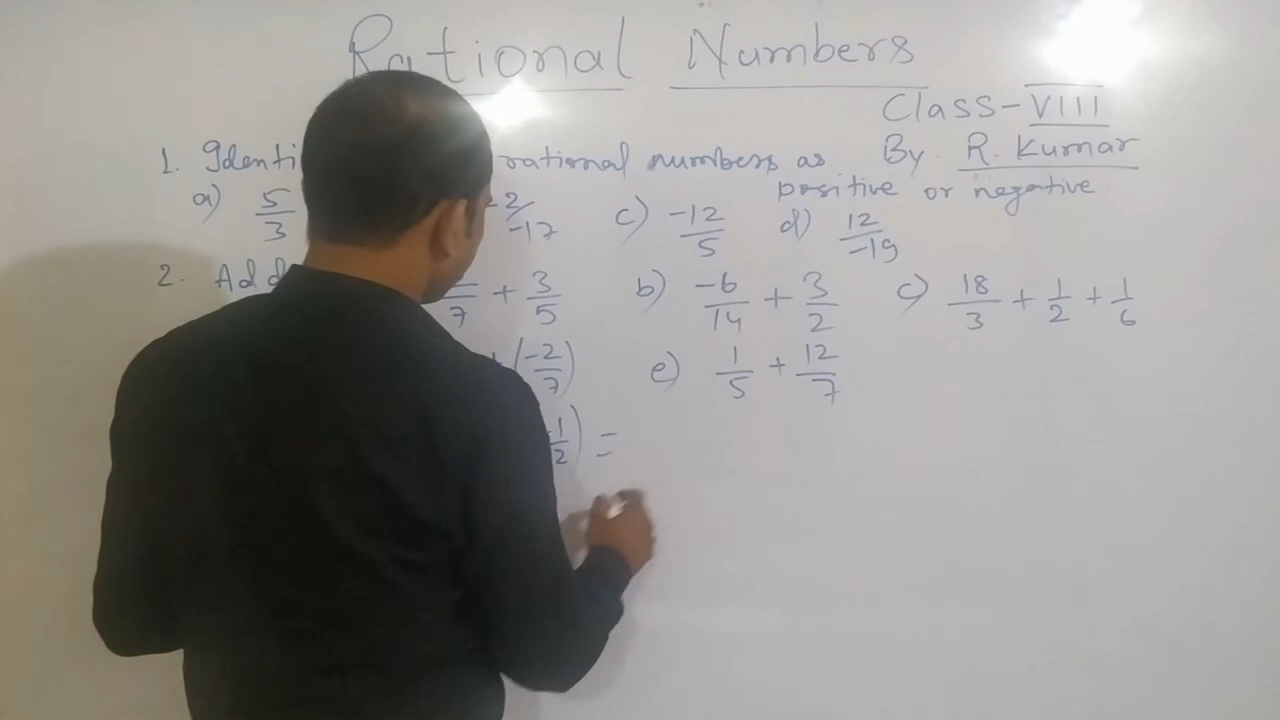 Rational Numbers
Class-VIII
By R. Kumar
1. Identi rational numbers as
positive or negative
a) 5/3 -2/-17 c) -12/5 d) 12/-19
2. Add /7 + 3/5 b) -6/14 + 3/2 c) 18/3 + 1/2 + 1/6
+ (-2/7) e) 1/5 + 12/7
1/2) =